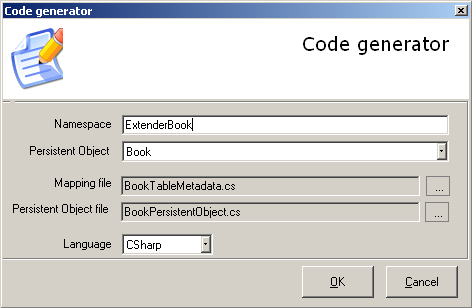 Code generator
Code generator
Namespace ExtenderBook
Persistent Object Book
Mapping file BookTableMetadata.cs ...
Persistent Object file BookPersistentObject.cs ...
Language CSharp
OK Cancel